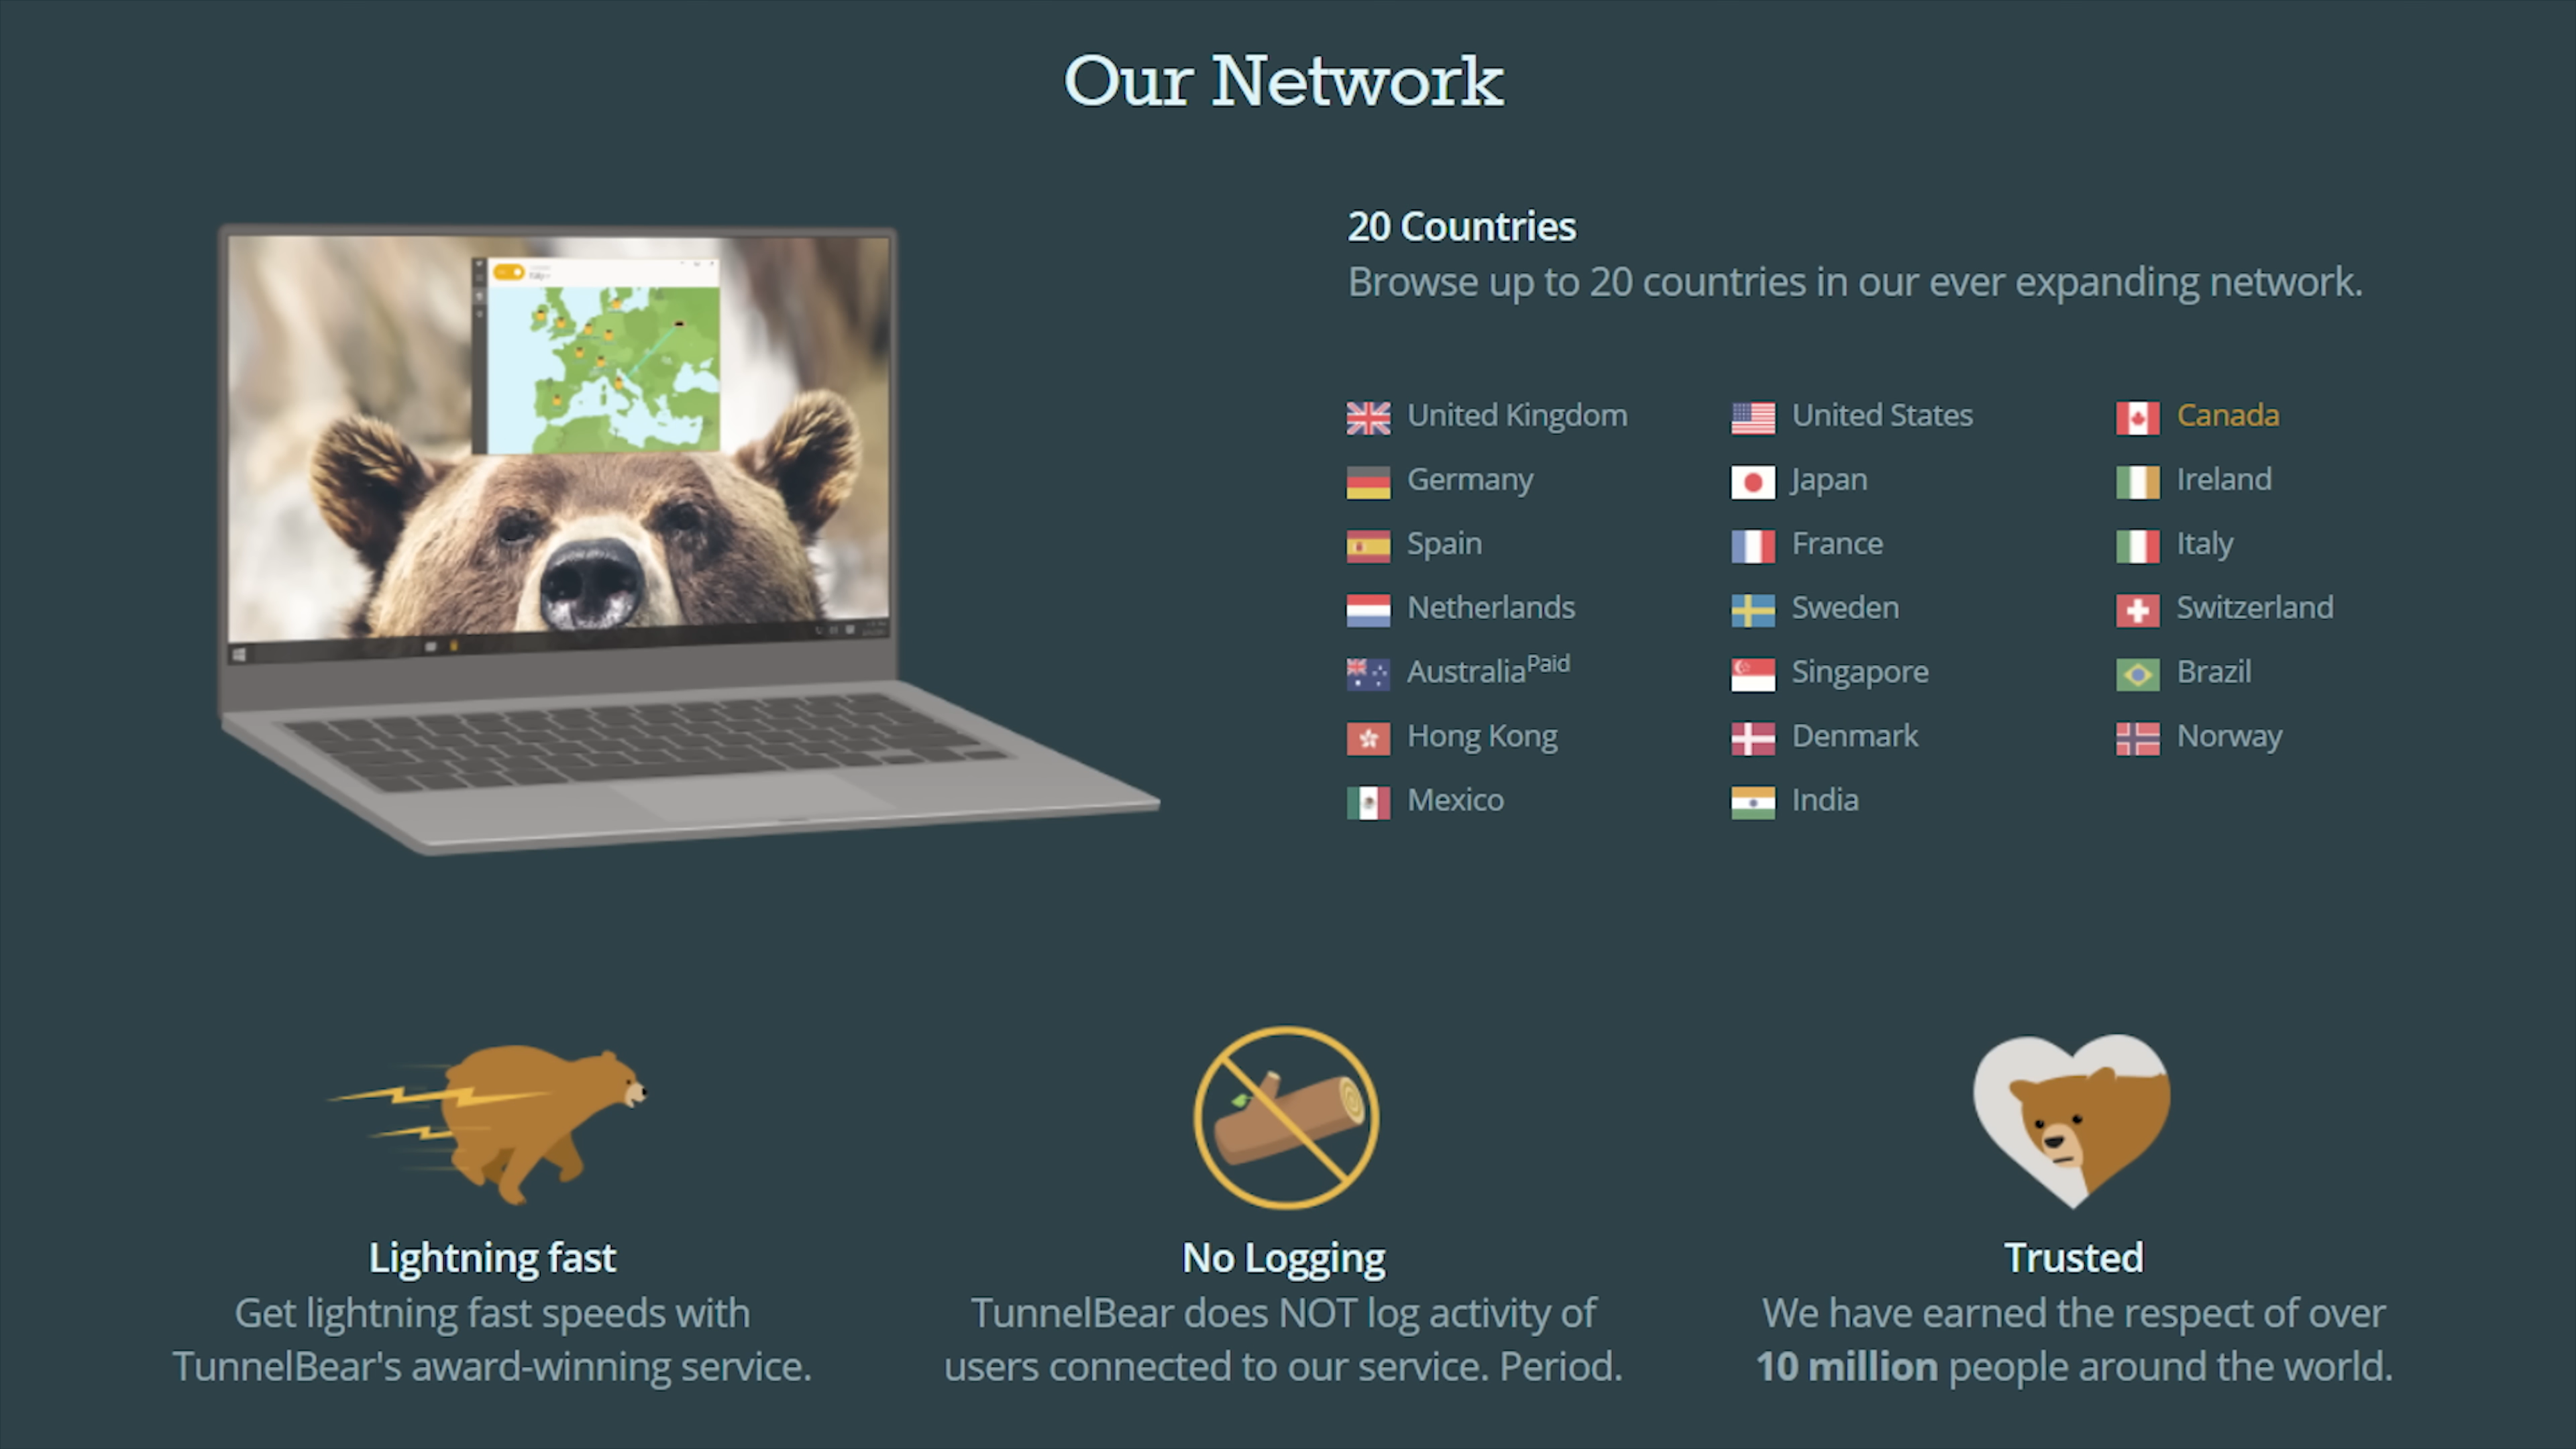 Our Network
20 Countries
Browse up to 20 countries in our ever expanding network.
United Kingdom United States Canada
Germany Japan Ireland
Spain France Italy
Netherlands Sweden Switzerland
AustraliaPaid Singapore Brazil
Hong Kong Denmark Norway
Mexico India
Lightning fast
Get lightning fast speeds with
TunnelBear's award-winning service.
No Logging
TunnelBear does NOT log activity of
users connected to our service. Period.
Trusted
We have earned the respect of over
10 million people around the world.